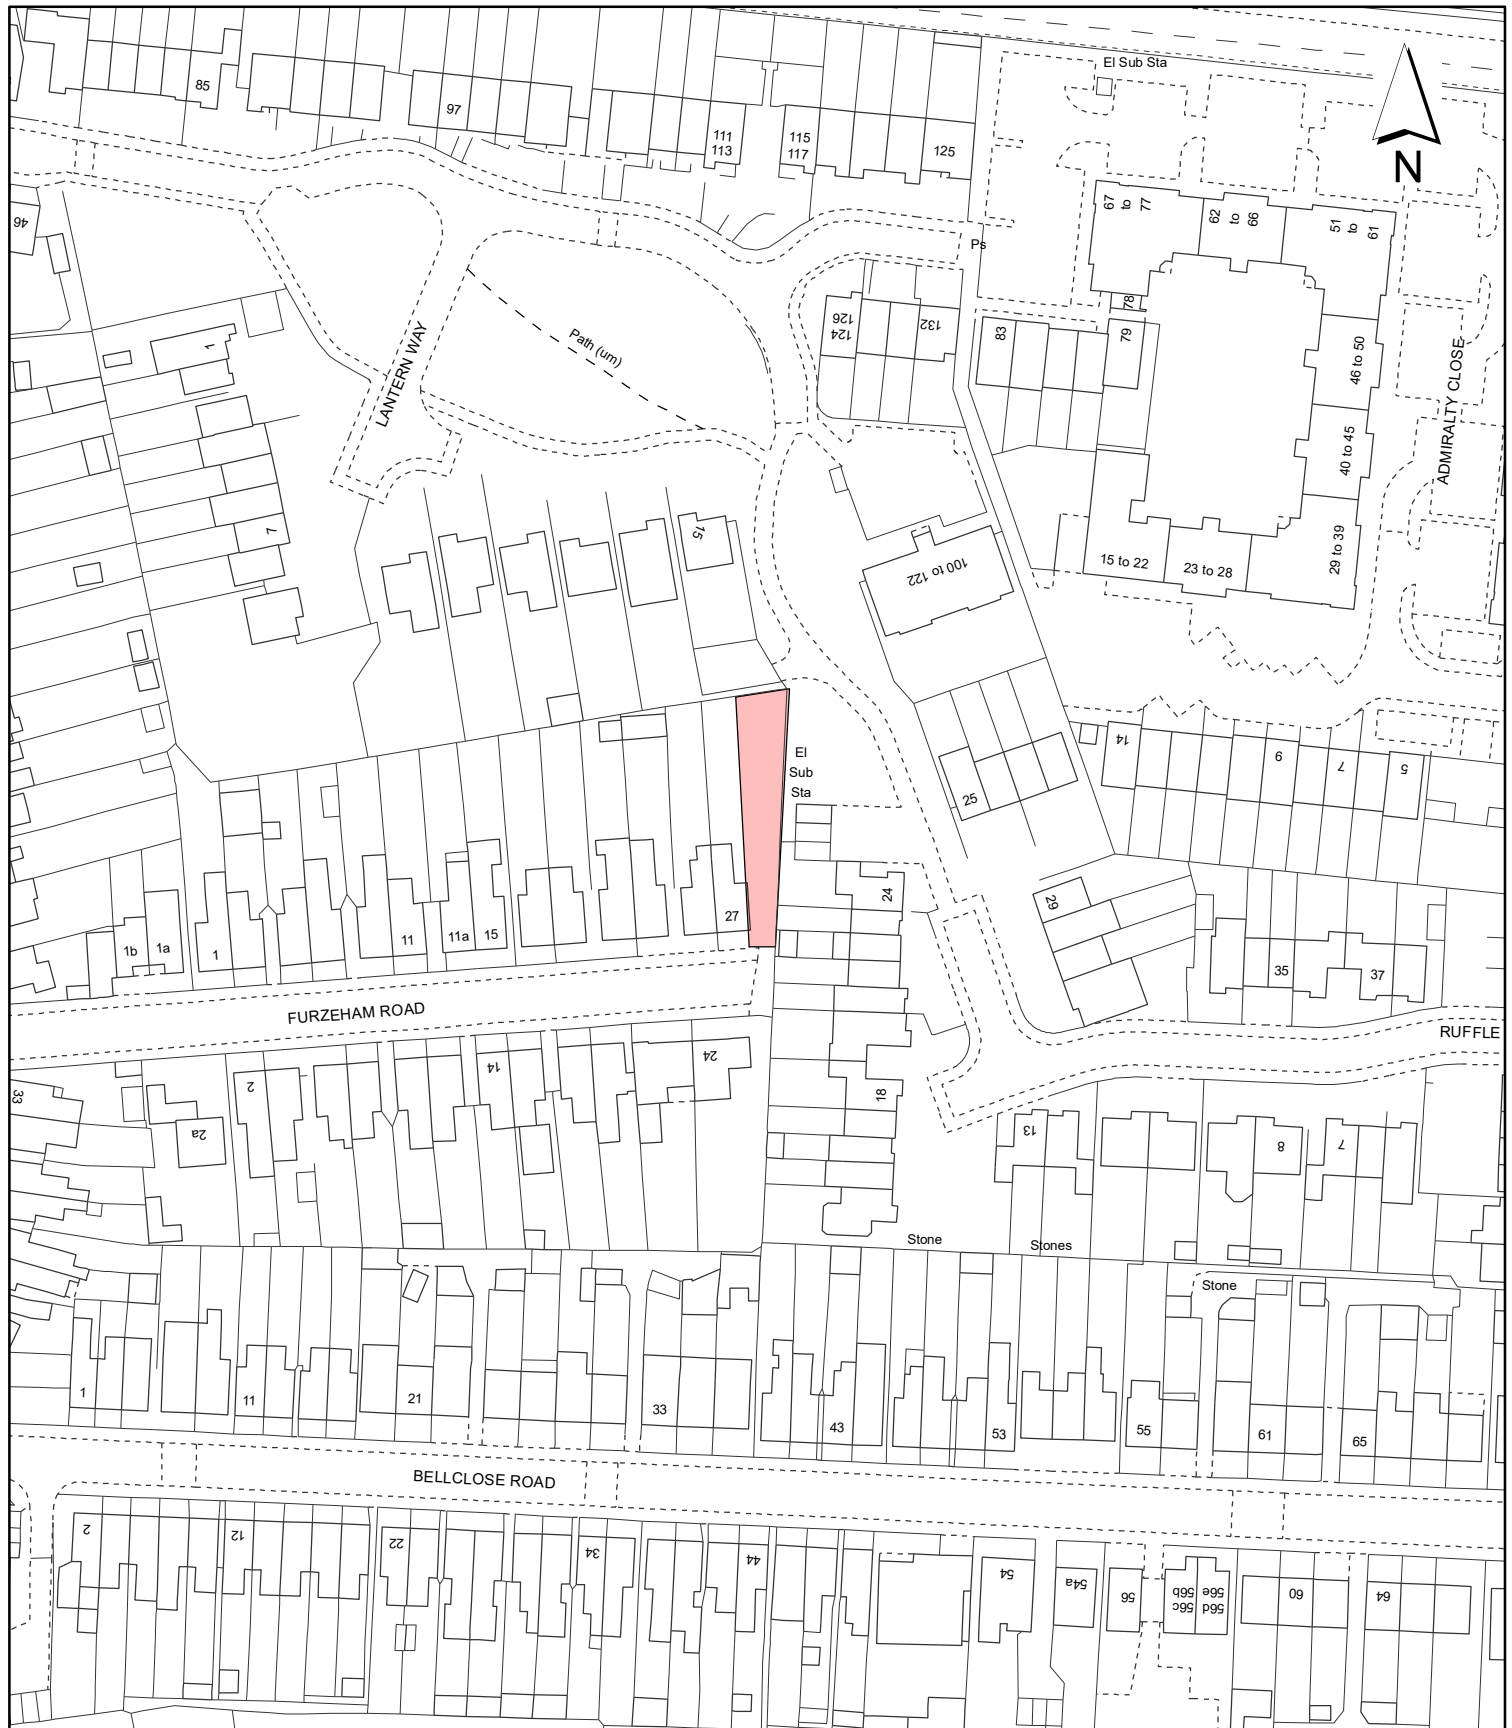 El Sub Sta
85
97
111
113
115
117
125
N
46
67
to
77
62
to
66
51
to
61
Ps
78
126
124
132
83
79
1
LANTERN WAY
Path (um)
46 to 50
ADMIRALTY CLOSE
40 to 45
7
15
100 to 122
15 to 22
23 to 28
29 to 39
El
Sub
Sta
14
9
7
5
25
24
29
27
1b
1a
1
11
11a
15
35
37
FURZEHAM ROAD
RUFFLE
33
2a
2
14
24
18
13
8
7
Stone
Stones
Stone
1
11
21
33
43
53
55
61
65
BELLCLOSE ROAD
2
12
22
34
44
54
54a
56
56b
56c
56e
56d
60
64